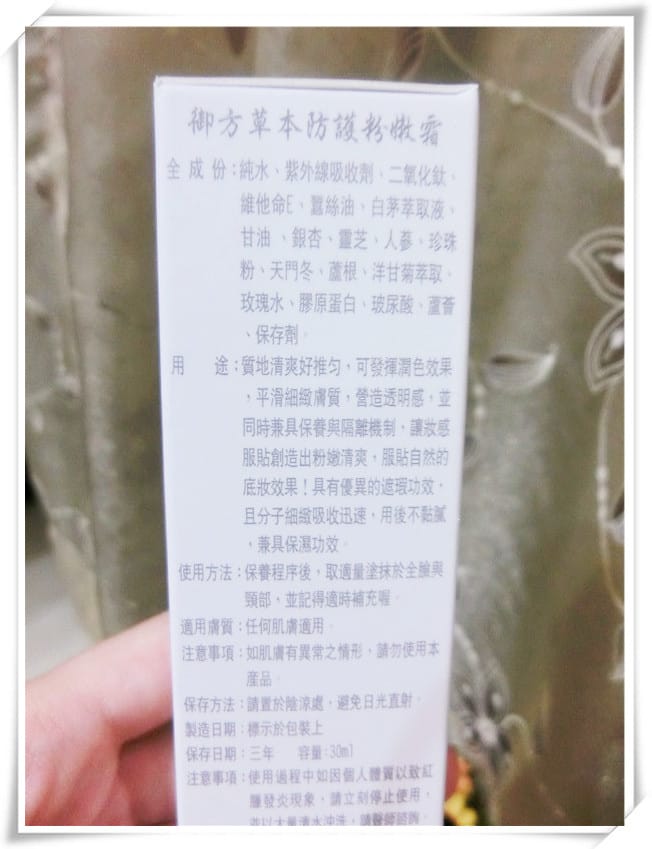 御方草本防護粉嫩霜
全成份：純水、紫外線吸收劑、二氧化鈦、
維他命E、蠶絲油、白茅萃取液、
甘油、銀杏、靈芝、人蔘、珍珠
粉、天門冬、蘆根、洋甘菊萃取、
玫瑰水、膠原蛋白、玻尿酸、蘆薈
、保存劑。
用途：質地清爽好推勻，可發揮潤色效果
，平滑細緻膚質，營造透明感，並
同時兼具保養與隔離機制，讓妝感
服貼創造出粉嫩清爽，服貼自然的
底妝效果！具有優異的遮瑕功效，
且分子細緻吸收迅速，用後不黏膩
，兼具保濕功效。
使用方法：保養程序後，取適量塗抹於全臉與
頸部，並記得適時補充喔。
適用膚質：任何肌膚適用。
注意事項：如肌膚有異常之情形，請勿使用本
產品。
保存方法：請置於陰涼處，避免日光直射。
製造日期：標示於包裝上
保存日期：三年 容量:30ml
注意事項：使用過程中如因個人體質以致紅
腫發炎現象，請立刻停止使用，
並以大量清水沖洗，請醫師諮詢。